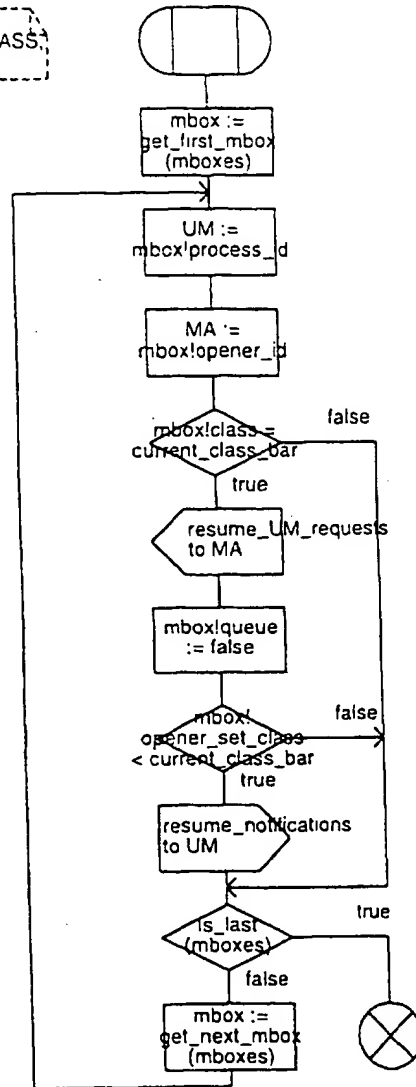 ASS,
mbox :=
get_first_mbox
(mboxes)
UM :=
mbox!process_id
MA :=
mbox!opener_id
mbox!class =
current_class_bar
false
true
resume_UM_requests
to MA
mbox!queue
:= false
mbox!
opener_set_class
< current_class_bar
false
true
resume_notifications
to UM
is_last
(mboxes)
true
false
mbox :=
get_next_mbox
(mboxes)